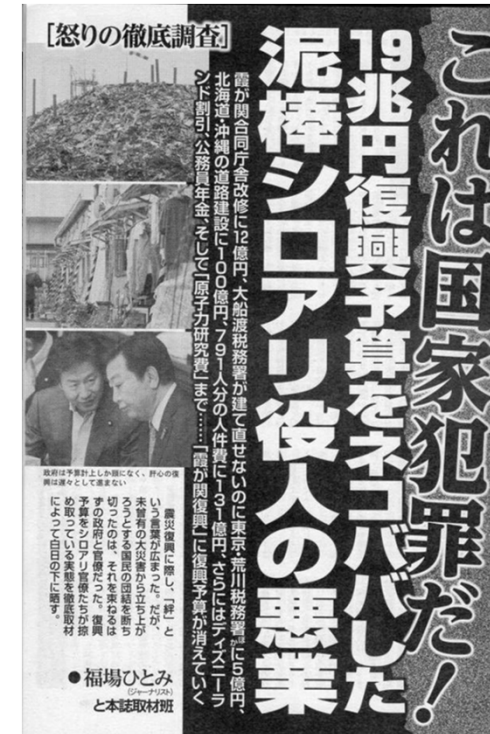 これは国家犯罪だ!
19兆円復興予算をネコババした
泥棒シロアリ役人の悪業
霞が関合同庁舎改修に12億円、大船渡税務署が建て直せないのに東京・荒川税務署ほかに5億円、
北海道・沖縄の道路建設に100億円、791人分の人件費に131億円、さらにはディズニーラ
ンド割引、公務員年金、そして「原子力研究費」まで……「霞が関復興」に復興予算が消えていく
[怒りの徹底調査]
政府は予算計上しか頭になく、肝心の復
興は遅々として進まない
震災復興に際し、「絆」と
いう言葉が広まった。だが、
未曾有の大災害から立ち上が
ろうとする国民の団結を断ち
切ったのは、それを束ねるは
ずの政府と官僚だった。復興
予算をシロアリ官僚たちが掠
め取っている実態を徹底取材
によって白日の下に晒す。
●福場ひとみ
(ジャーナリスト)
と本誌取材班